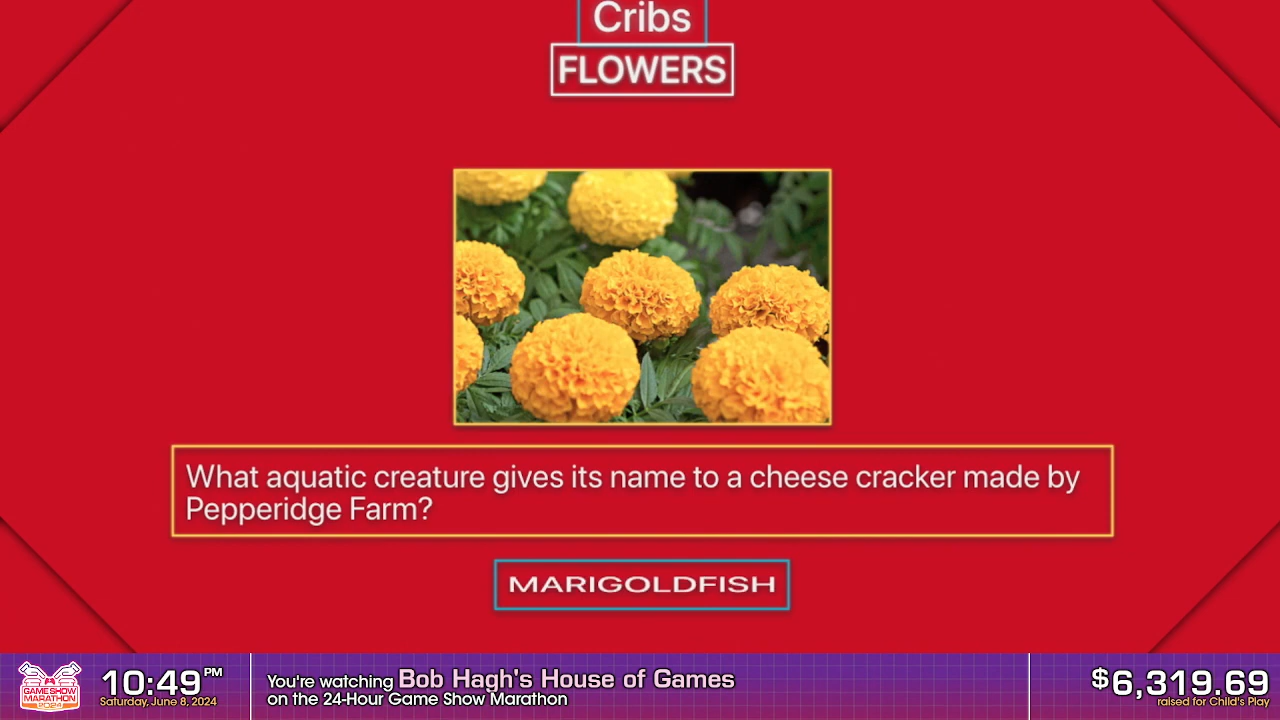 Cribs
FLOWERS
What aquatic creature gives its name to a cheese cracker made by
Pepperidge Farm?
MARIGOLDFISH
GAME SHOW
MARATHON
2024
10:49 PM
Saturday, June 8, 2024
You're watching Bob Hagh's House of Games
on the 24-Hour Game Show Marathon
$6,319.69
raised for Child's Play